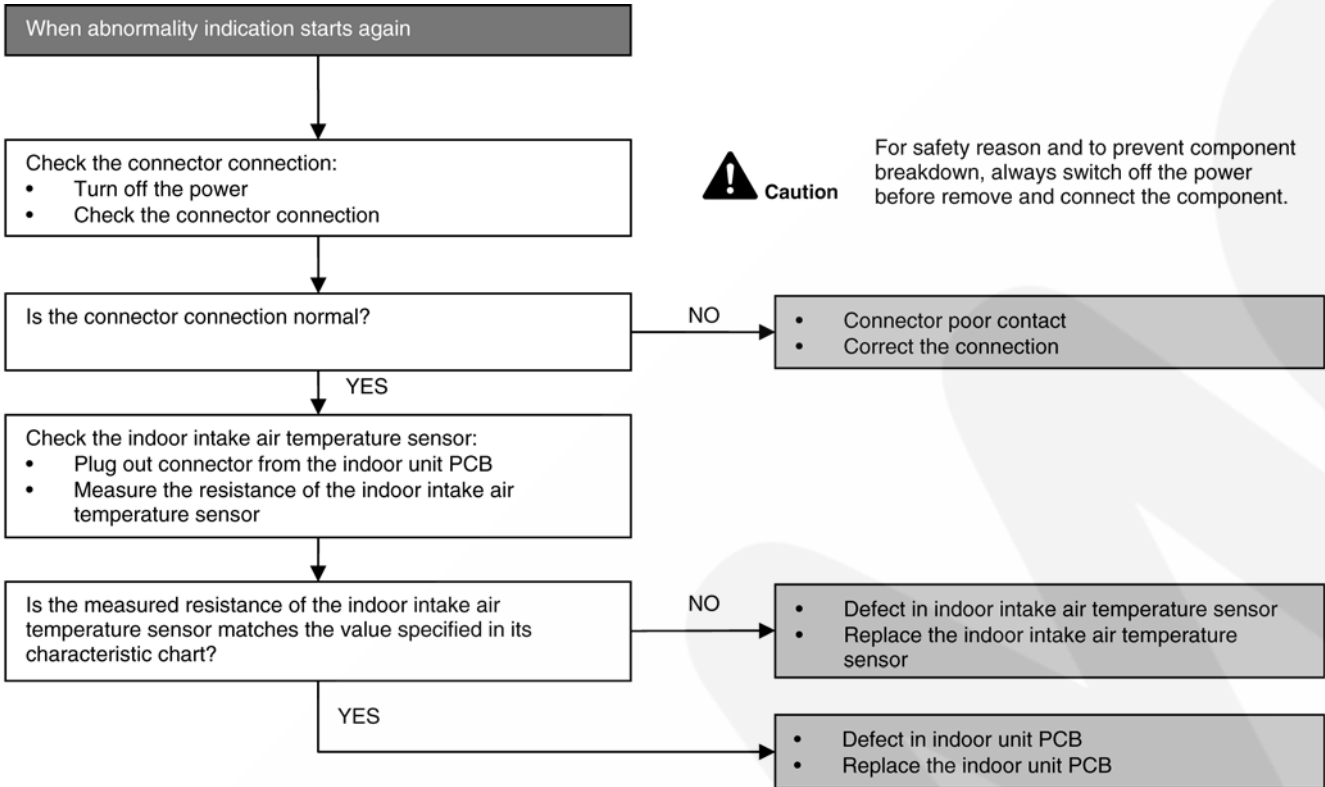 When abnormality indication starts again
Check the connector connection:
• Turn off the power
• Check the connector connection
Caution
For safety reason and to prevent component
breakdown, always switch off the power
before remove and connect the component.
Is the connector connection normal?
NO
• Connector poor contact
• Correct the connection
YES
Check the indoor intake air temperature sensor:
• Plug out connector from the indoor unit PCB
• Measure the resistance of the indoor intake air
temperature sensor
Is the measured resistance of the indoor intake air
temperature sensor matches the value specified in its
characteristic chart?
NO
• Defect in indoor intake air temperature sensor
• Replace the indoor intake air temperature
sensor
YES
• Defect in indoor unit PCB
• Replace the indoor unit PCB